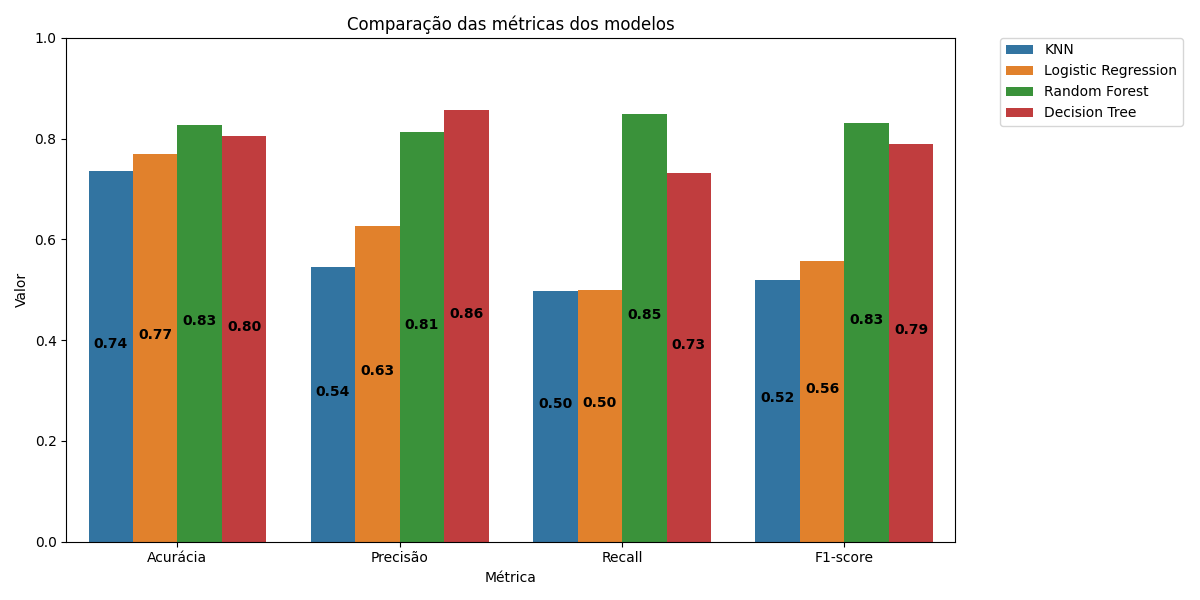 Comparação das métricas dos modelos
KNN
Logistic Regression
Random Forest
Decision Tree
Valor
1.0
0.8
0.6
0.4
0.2
0.0
0.74
0.77
0.83
0.80
0.54
0.63
0.81
0.86
0.50
0.50
0.85
0.73
0.52
0.56
0.83
0.79
Acurácia
Precisão
Recall
F1-score
Métrica